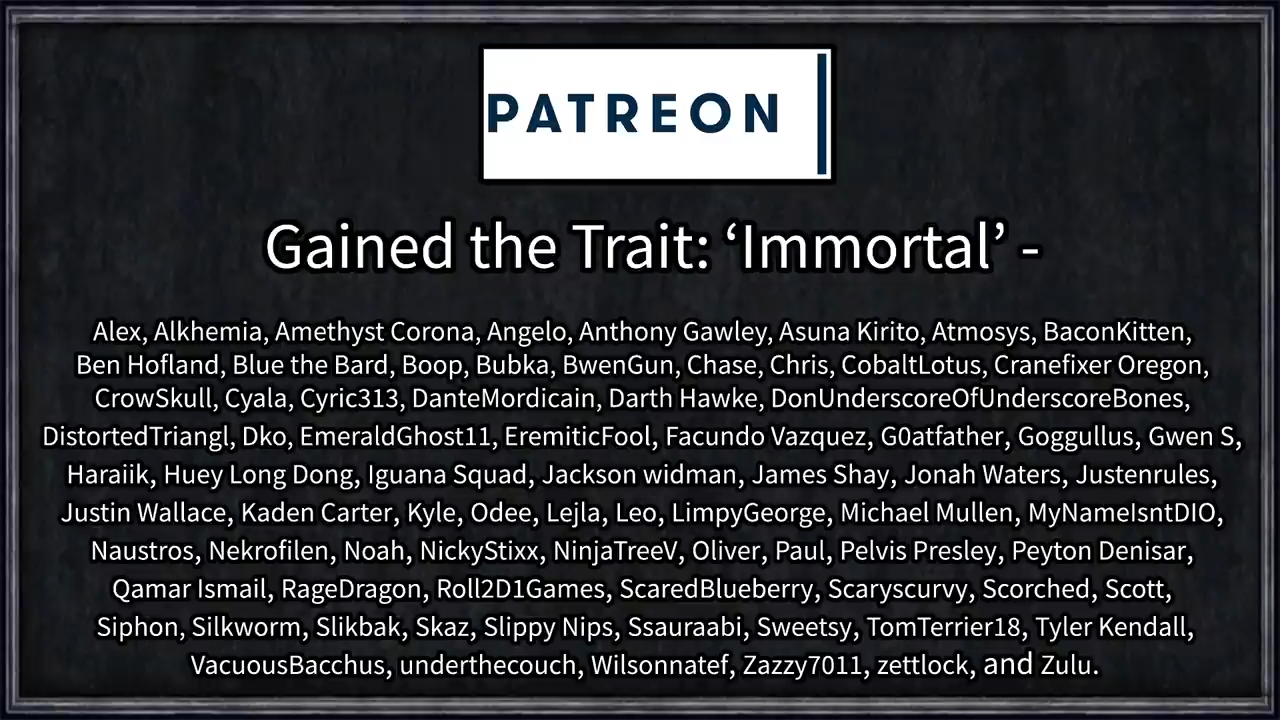 PATREON
Gained the Trait: ‘Immortal’ -
Alex, Alkhemia, Amethyst Corona, Angelo, Anthony Gawley, Asuna Kirito, Atmosys, BaconKitten,
Ben Hofland, Blue the Bard, Boop, Bubka, BwenGun, Chase, Chris, CobaltLotus, Cranefixer Oregon,
CrowSkull, Cyala, Cyric313, DanteMordicain, Darth Hawke, DonUnderscoreOfUnderscoreBones,
DistortedTriangl, Dko, EmeraldGhost11, EremiticFool, Facundo Vazquez, G0atfather, Goggullus, Gwen S,
Haraiik, Huey Long Dong, Iguana Squad, Jackson widman, James Shay, Jonah Waters, Justenrules,
Justin Wallace, Kaden Carter, Kyle, Odee, Lejla, Leo, LimpyGeorge, Michael Mullen, MyNameIsntDIO,
Naustros, Nekrofilen, Noah, NickyStixx, NinjaTreeV, Oliver, Paul, Pelvis Presley, Peyton Denisar,
Qamar Ismail, RageDragon, Roll2D1Games, ScaredBlueberry, Scaryscurvy, Scorched, Scott,
Siphon, Silkworm, Slikbak, Skaz, Slippy Nips, Ssauraabi, Sweetsy, TomTerrier18, Tyler Kendall,
VacuousBacchus, underthecouch, Wilsonnatef, Zazzy7011, zettlock, and Zulu.